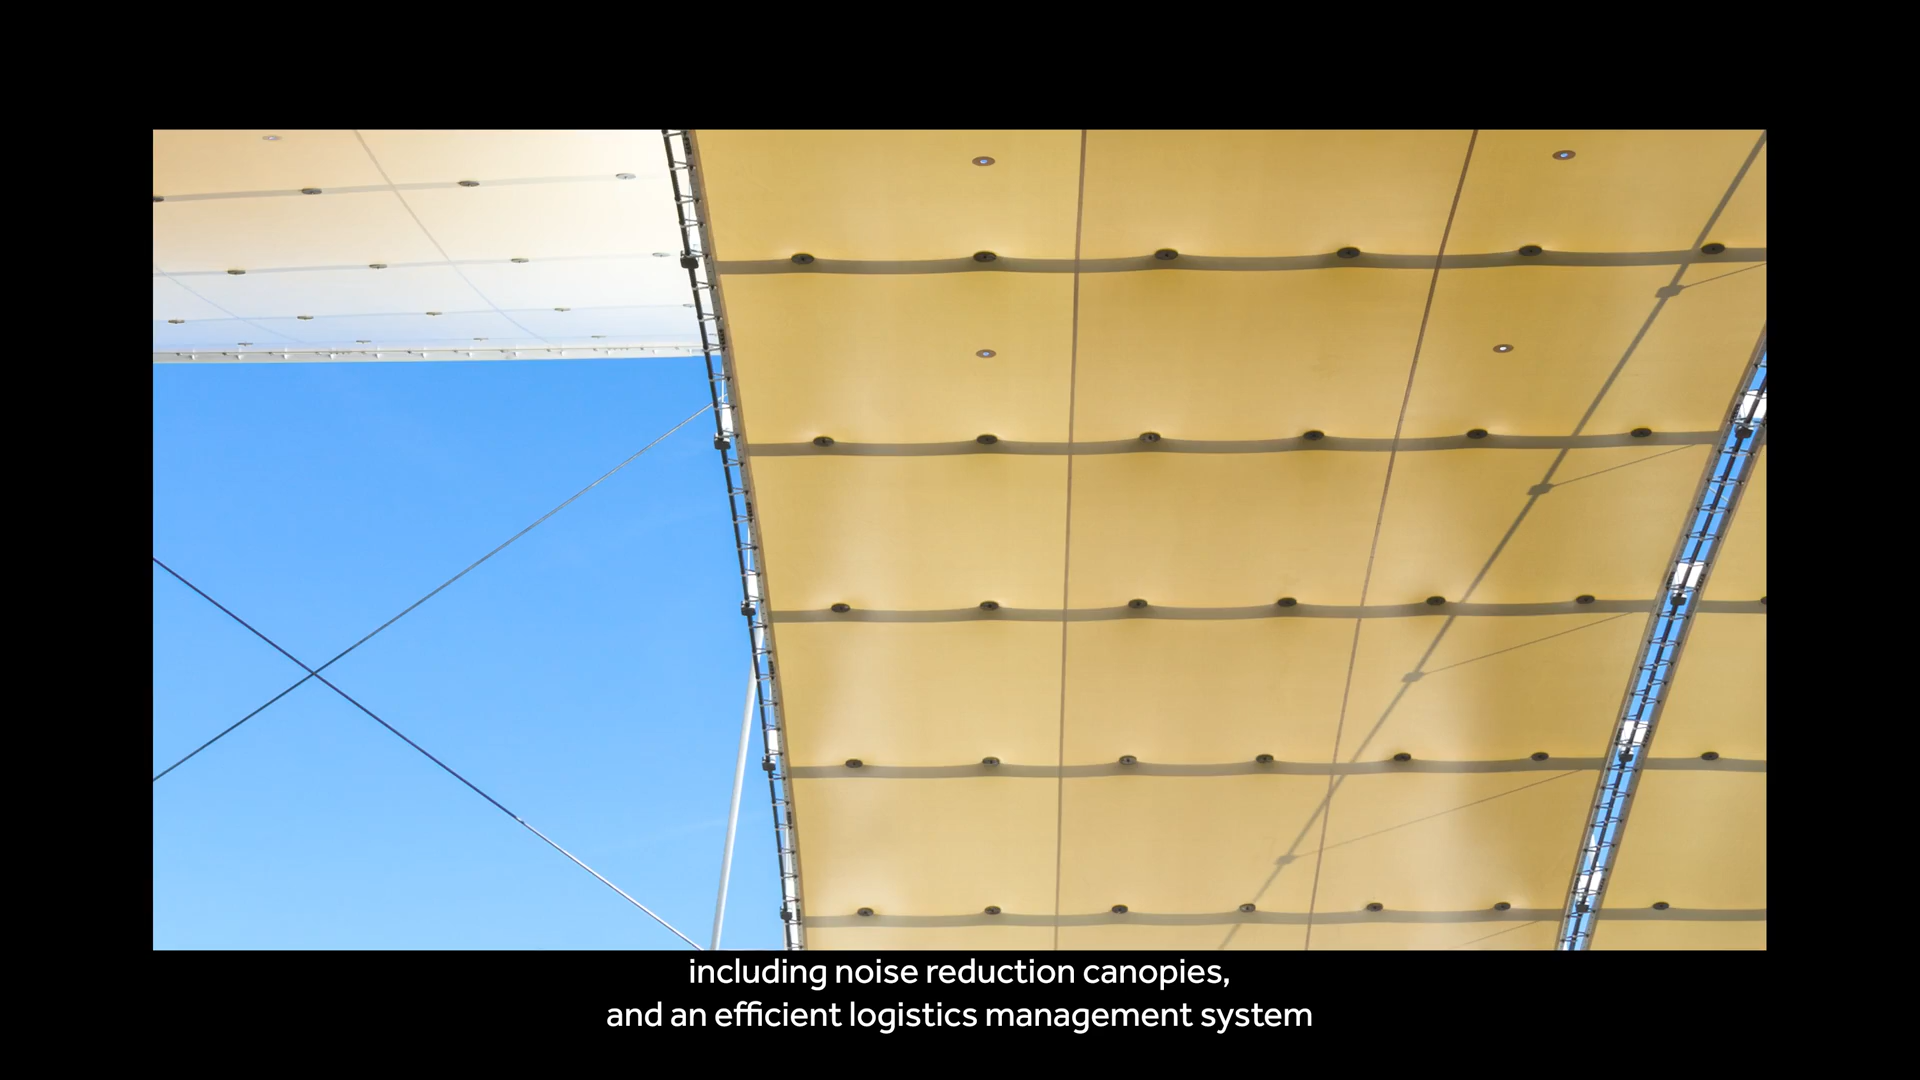 including noise reduction canopies,
and an efficient logistics management system